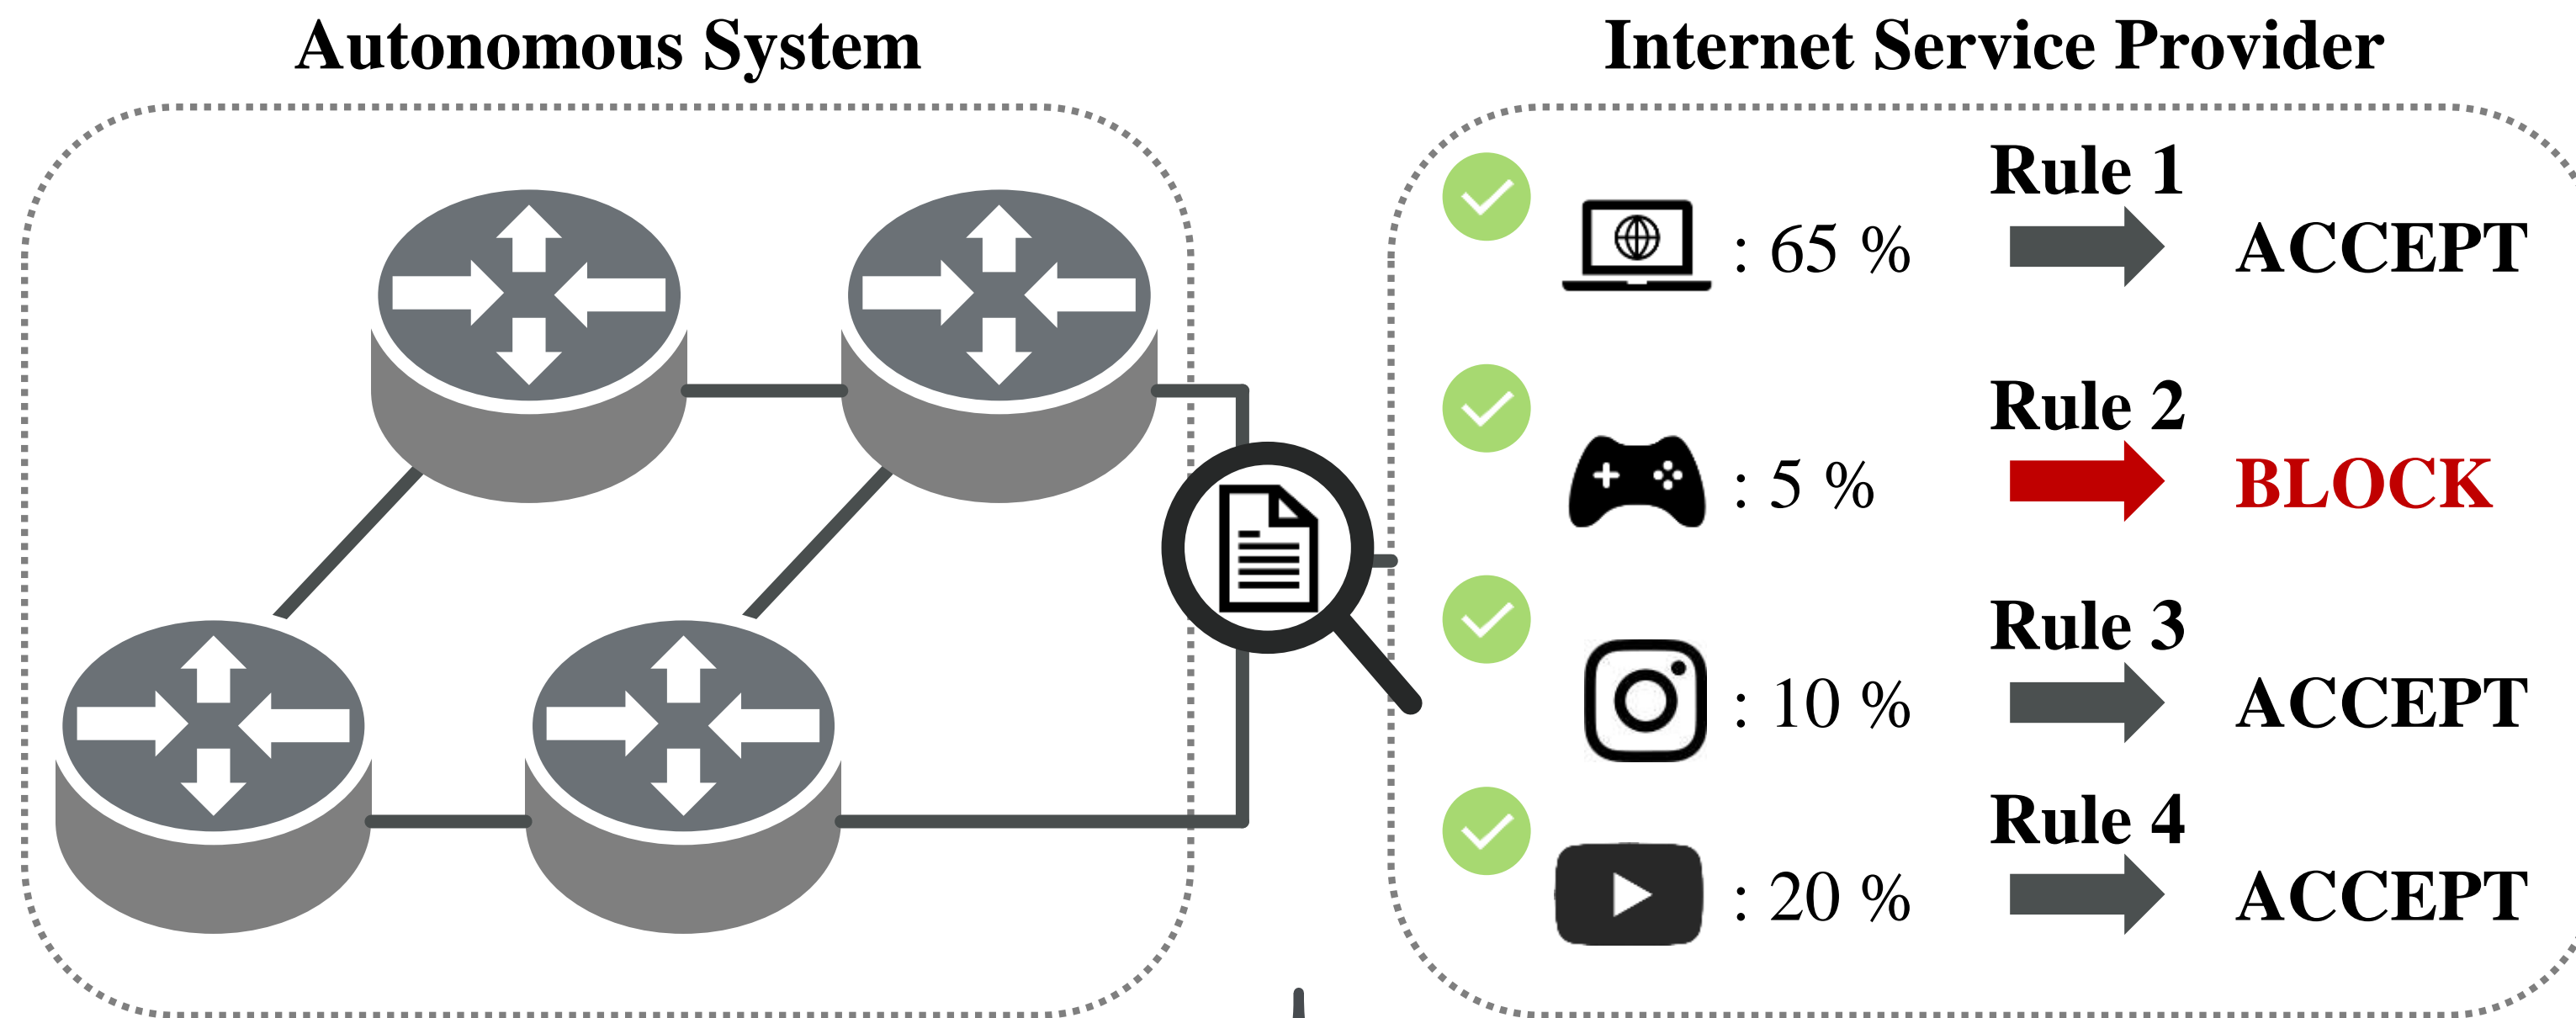 Autonomous System
Internet Service Provider
Rule 1
: 65 %
ACCEPT
Rule 2
: 5 %
BLOCK
Rule 3
: 10 %
ACCEPT
Rule 4
: 20 %
ACCEPT